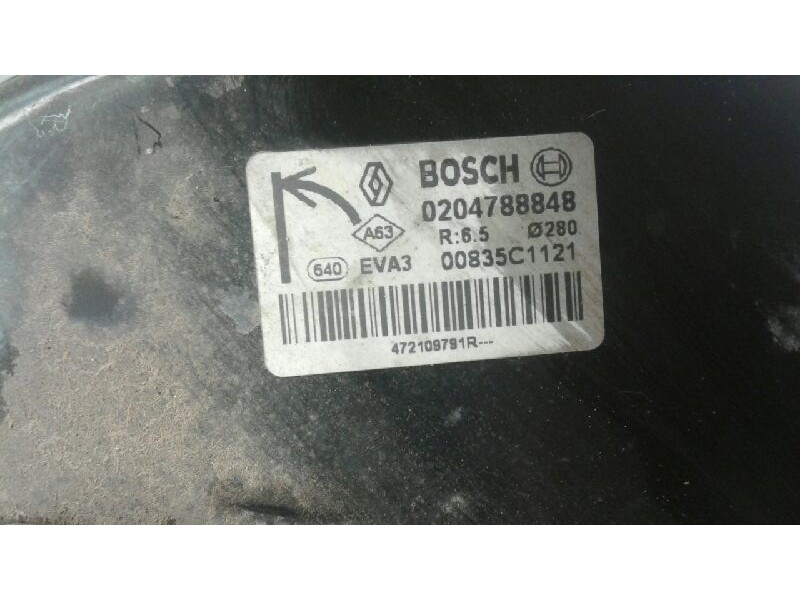 BOSCH
0204788848
A63
R:6.5 Ø280
640 EVA3 00835C1121
472109791R---